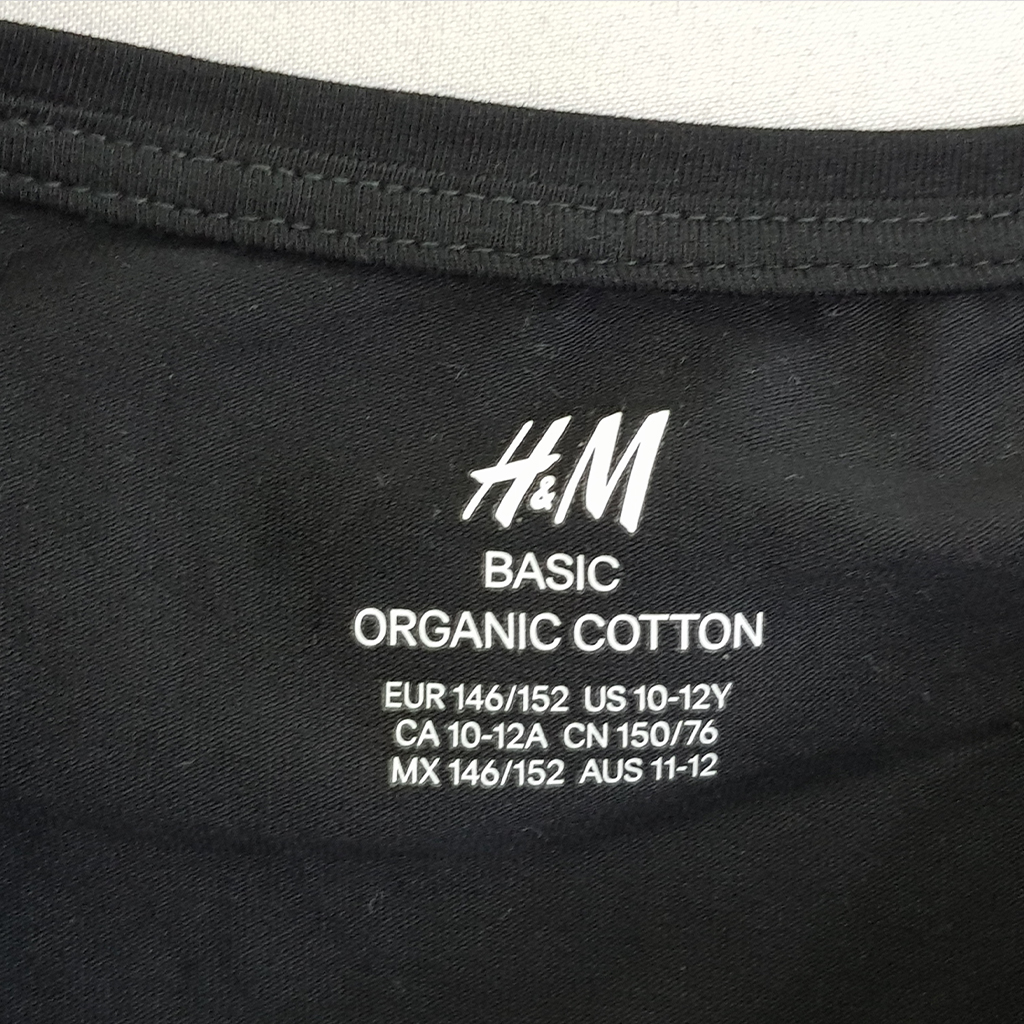 H&M
BASIC
ORGANIC COTTON
EUR 146/152 US 10-12Y
CA 10-12A CN 150/76
MX 146/152 AUS 11-12